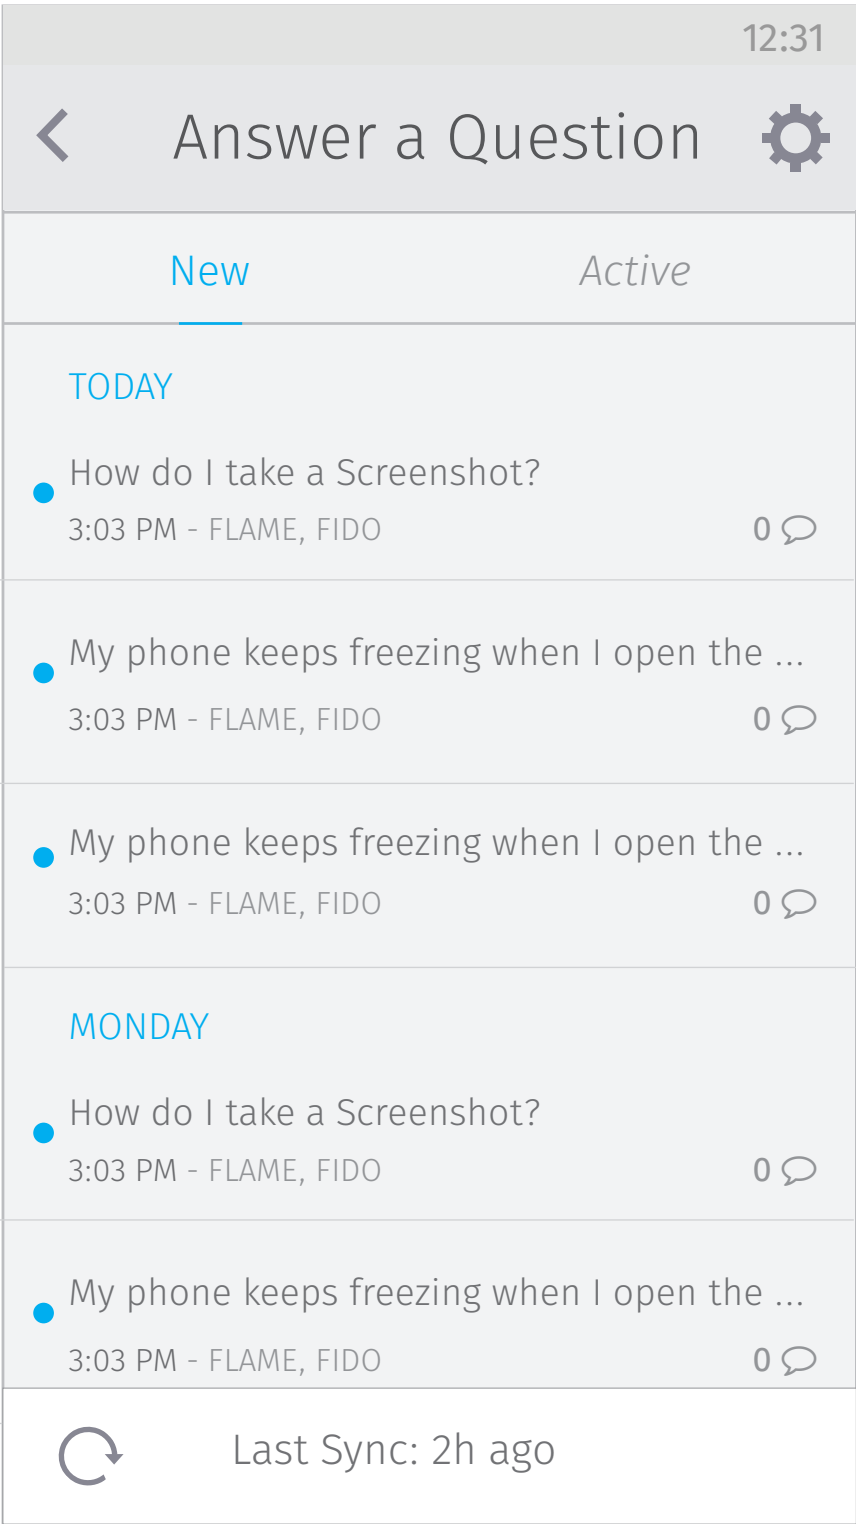 12:31
Answer a Question
New
Active
TODAY
How do I take a Screenshot?
3:03 PM - FLAME, FIDO
0
My phone keeps freezing when I open the ...
3:03 PM - FLAME, FIDO
0
My phone keeps freezing when I open the ...
3:03 PM - FLAME, FIDO
0
MONDAY
How do I take a Screenshot?
3:03 PM - FLAME, FIDO
0
My phone keeps freezing when I open the ...
3:03 PM - FLAME, FIDO
0
Last Sync: 2h ago